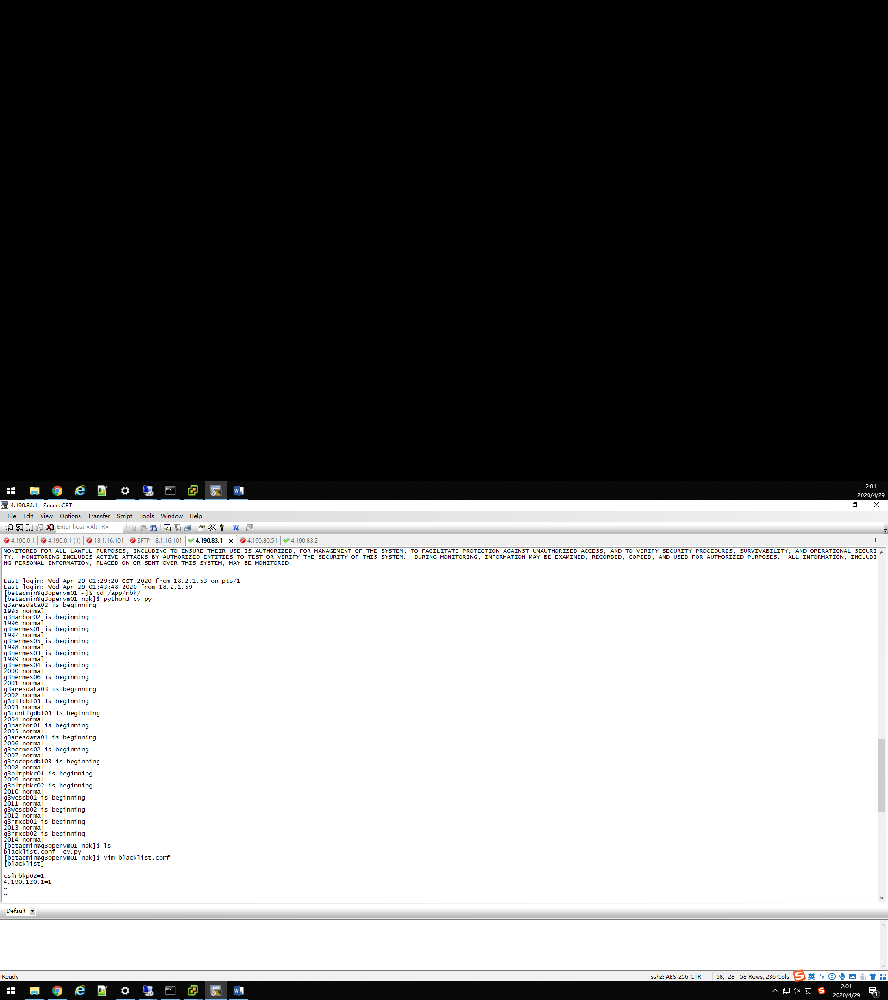 2:01
2020/4/29
4.190.83.1 - SecureCRT
File Edit View Options Transfer Script Tools Window Help
Enter host <Alt+R>
4.190.0.1 4.190.0.1 (1) 18.1.16.101 SFTP-18.1.16.101 4.190.83.1 4.190.80.51 4.190.83.2
MONITORED FOR ALL LAWFUL PURPOSES, INCLUDING TO ENSURE THEIR USE IS AUTHORIZED, FOR MANAGEMENT OF THE SYSTEM, TO FACILITATE PROTECTION AGAINST UNAUTHORIZED ACCESS, AND TO VERIFY SECURITY PROCEDURES, SURVIVABILITY, AND OPERATIONAL SECURI
TY.  MONITORING INCLUDES ACTIVE ATTACKS BY AUTHORIZED ENTITIES TO TEST OR VERIFY THE SECURITY OF THIS SYSTEM.  DURING MONITORING, INFORMATION MAY BE EXAMINED, RECORDED, COPIED, AND USED FOR AUTHORIZED PURPOSES.  ALL INFORMATION, INCLUDI
NG PERSONAL INFORMATION, PLACED ON OR SENT OVER THIS SYSTEM, MAY BE MONITORED.
Last login: Wed Apr 29 01:29:20 CST 2020 from 18.2.1.53 on pts/1
Last login: Wed Apr 29 01:43:48 2020 from 18.2.1.59
[betadmin@g3opervm01 ~]$ cd /app/nbk/
[betadmin@g3opervm01 nbk]$ python3 cv.py
g3aresdata02 is beginning
1995 normal
g3harbor02 is beginning
1996 normal
g3hermes01 is beginning
1997 normal
g3hermes05 is beginning
1998 normal
g3hermes03 is beginning
1999 normal
g3hermes04 is beginning
2000 normal
g3hermes06 is beginning
2001 normal
g3aresdata03 is beginning
2002 normal
g3blidb103 is beginning
2003 normal
g3configdb103 is beginning
2004 normal
g3harbor01 is beginning
2005 normal
g3aresdata01 is beginning
2006 normal
g3hermes02 is beginning
2007 normal
g3rdcopsdb103 is beginning
2008 normal
g3oltpbkc01 is beginning
2009 normal
g3oltpbkc02 is beginning
2010 normal
g3wcsdb01 is beginning
2011 normal
g3wcsdb02 is beginning
2012 normal
g3rmxdb01 is beginning
2013 normal
g3rmxdb02 is beginning
2014 normal
[betadmin@g3opervm01 nbk]$ ls
blacklist.conf  cv.py
[betadmin@g3opervm01 nbk]$ vim blacklist.conf
[blacklist]
cslnbkp02=1
4.190.120.1=1
~
~
Default
Ready ssh2: AES-256-CTR 58, 28 58 Rows, 236 Cols 英
英 2:01
2020/4/29